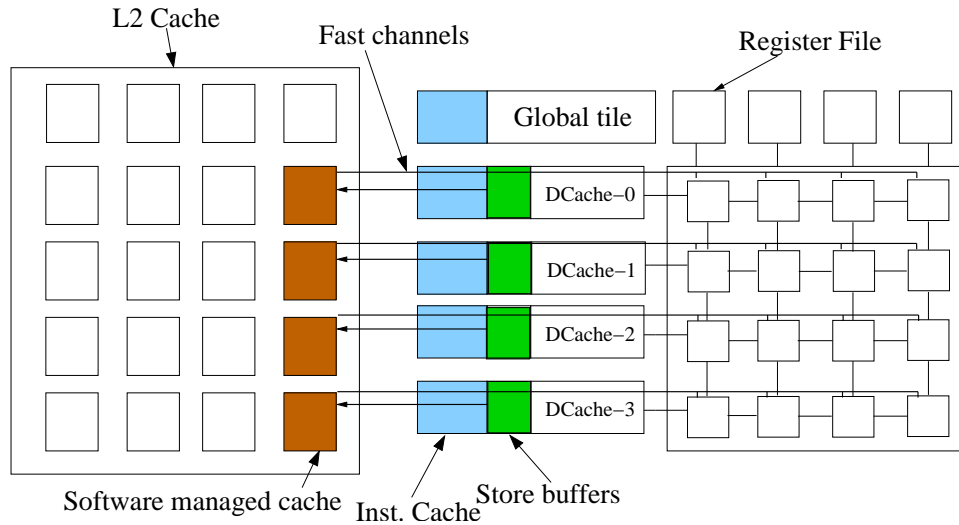 L2 Cache
Fast channels
Register File
Global tile
DCache−0
DCache−1
DCache−2
DCache−3
Software managed cache
Inst. Cache
Store buffers